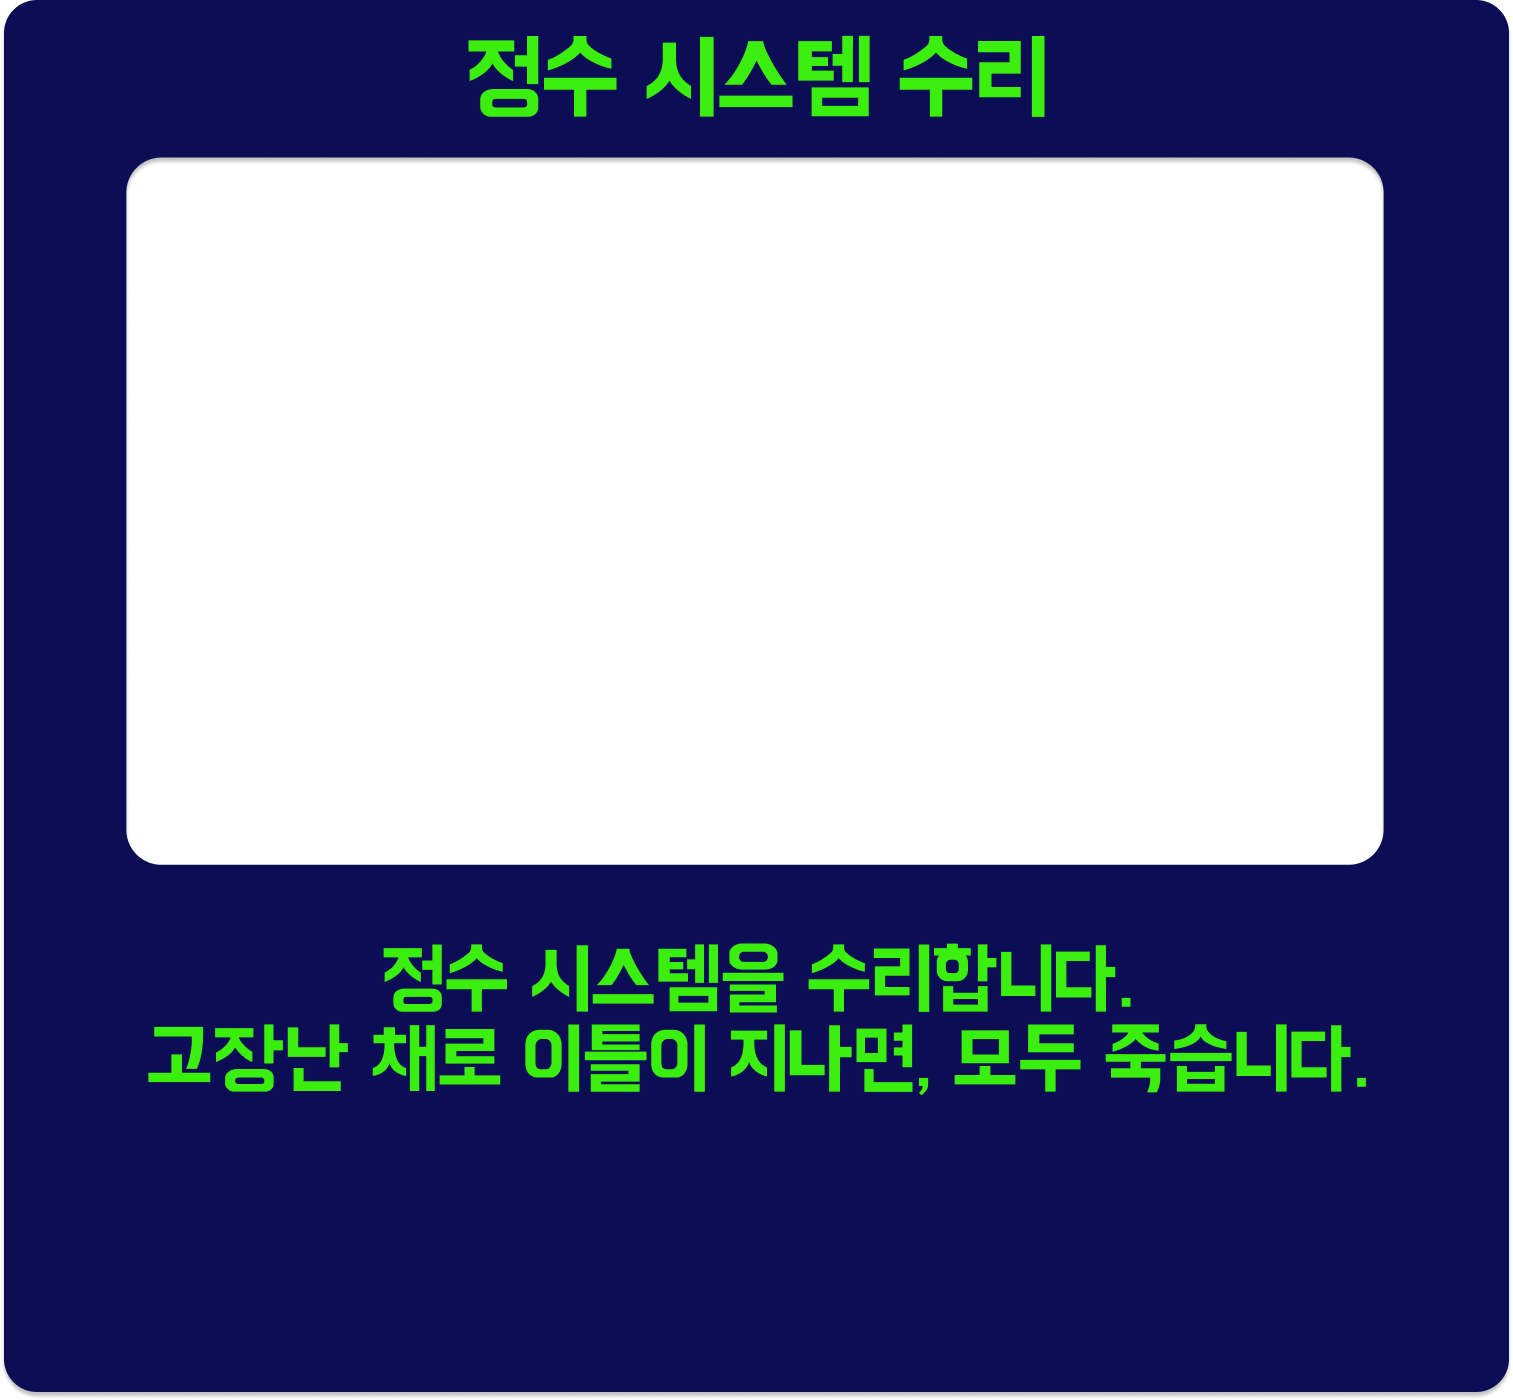 정수 시스템 수리
정수 시스템을 수리합니다.
고장난 채로 이틀이 지나면, 모두 죽습니다.